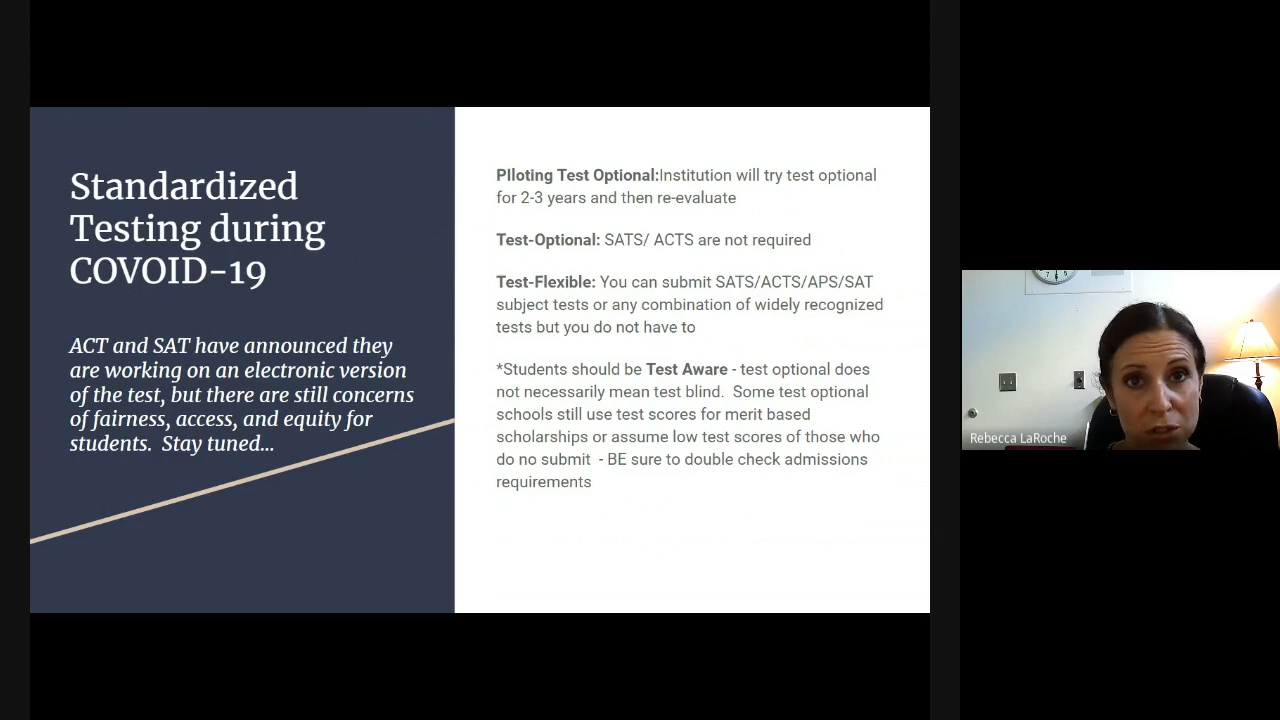 Standardized
Testing during
COVOID-19
ACT and SAT have announced they
are working on an electronic version
of the test, but there are still concerns
of fairness, access, and equity for
students.  Stay tuned...
PIloting Test Optional:Institution will try test optional
for 2-3 years and then re-evaluate
Test-Optional: SATS/ ACTS are not required
Test-Flexible: You can submit SATS/ACTS/APS/SAT
subject tests or any combination of widely recognized
tests but you do not have to
*Students should be Test Aware - test optional does
not necessarily mean test blind.  Some test optional
schools still use test scores for merit based
scholarships or assume low test scores of those who
do no submit  - BE sure to double check admissions
requirements
Rebecca LaRoche